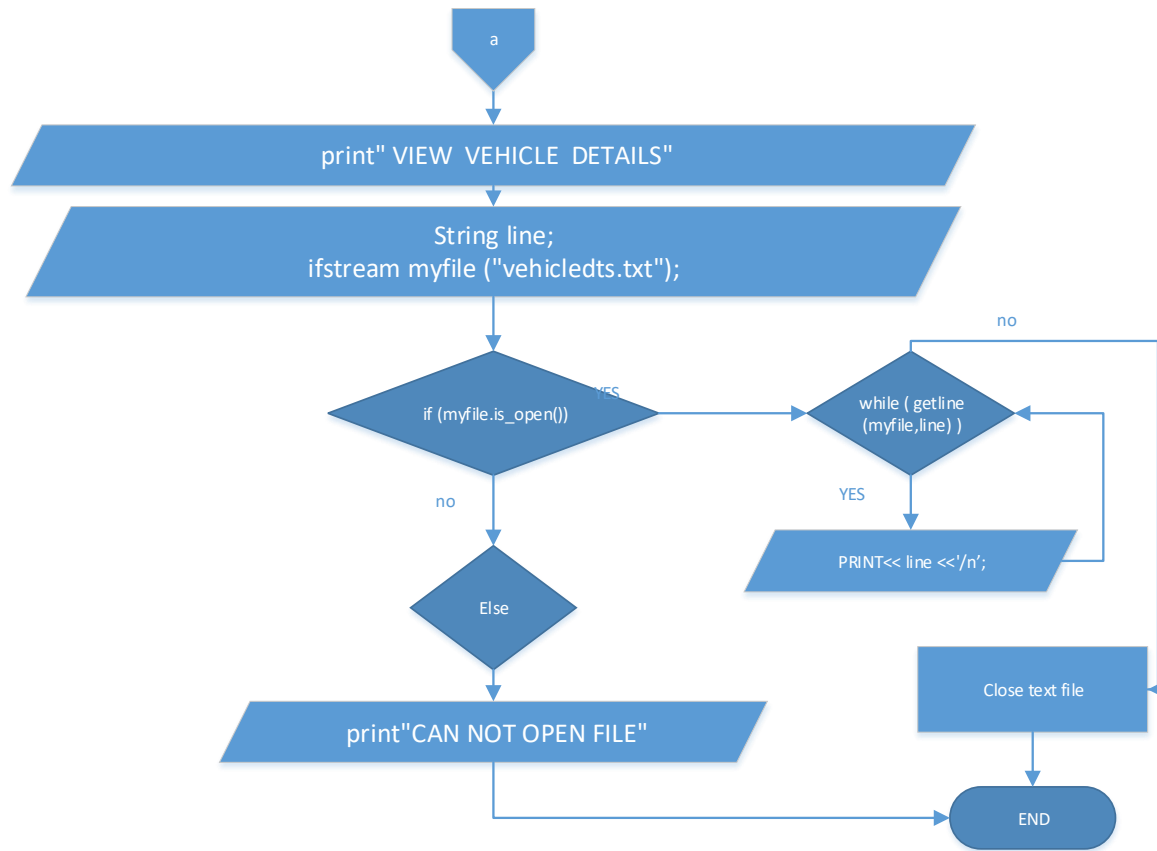 a
print" VIEW  VEHICLE  DETAILS"
String line;
ifstream myfile ("vehicledts.txt");
no
if (myfile.is_open())
YES
while ( getline
(myfile,line) )
no
YES
PRINT<< line <<'/n’;
Else
Close text file
print"CAN NOT OPEN FILE"
END